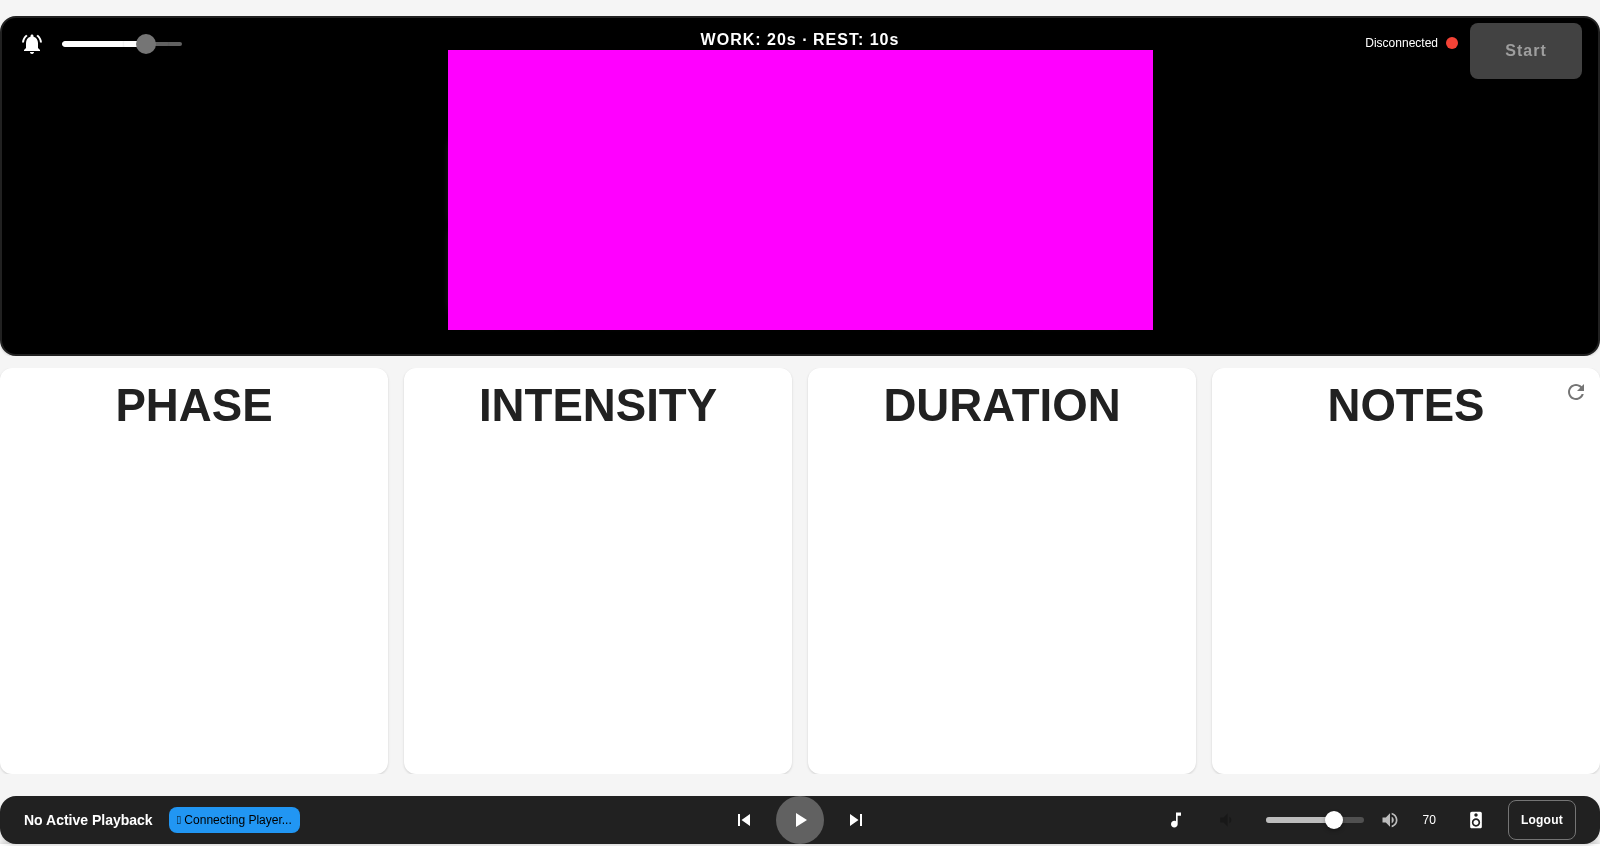 WORK: 20s · REST: 10s
Disconnected
Start
PHASE
INTENSITY
DURATION
NOTES
No Active Playback
Connecting Player...
70
Logout